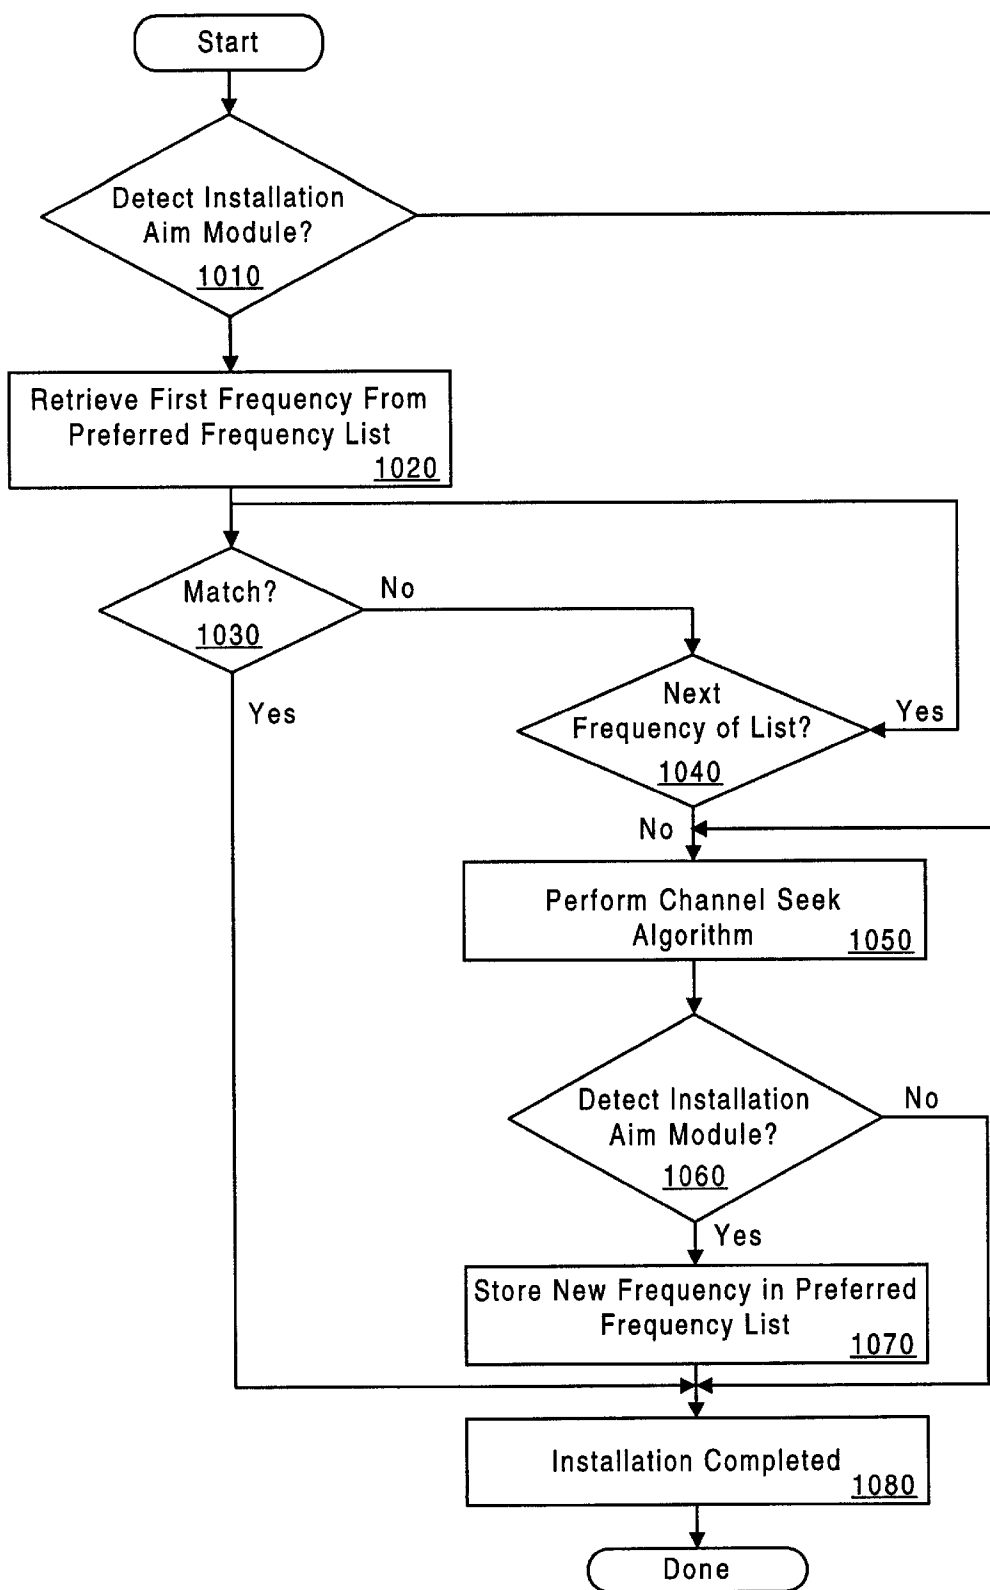 Start
Detect Installation
Aim Module?
1010
Retrieve First Frequency From
Preferred Frequency List
1020
Match?
1030
No
Yes
Next
Frequency of List?
1040
Yes
No
Perform Channel Seek
Algorithm
1050
Detect Installation
Aim Module?
1060
No
Yes
Store New Frequency in Preferred
Frequency List
1070
Installation Completed
1080
Done